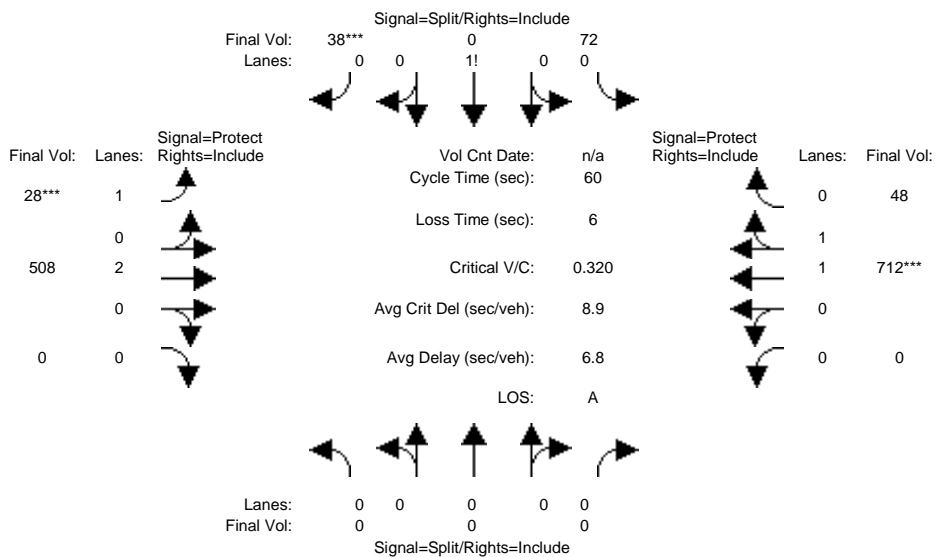 Signal=Split/Rights=Include
Final Vol: 38*** 0 72
Lanes: 0 0 1! 0 0
Signal=Protect
Final Vol: Lanes: Rights=Include
Vol Cnt Date: n/a
Signal=Protect
Rights=Include Lanes: Final Vol:
Cycle Time (sec): 60
28*** 1
0 48
Loss Time (sec): 6
0
1
508 2
Critical V/C: 0.320
1 712***
0
Avg Crit Del (sec/veh): 8.9
0
0 0
Avg Delay (sec/veh): 6.8
0 0
LOS: A
Lanes: 0 0 0 0 0
Final Vol: 0 0 0
Signal=Split/Rights=Include